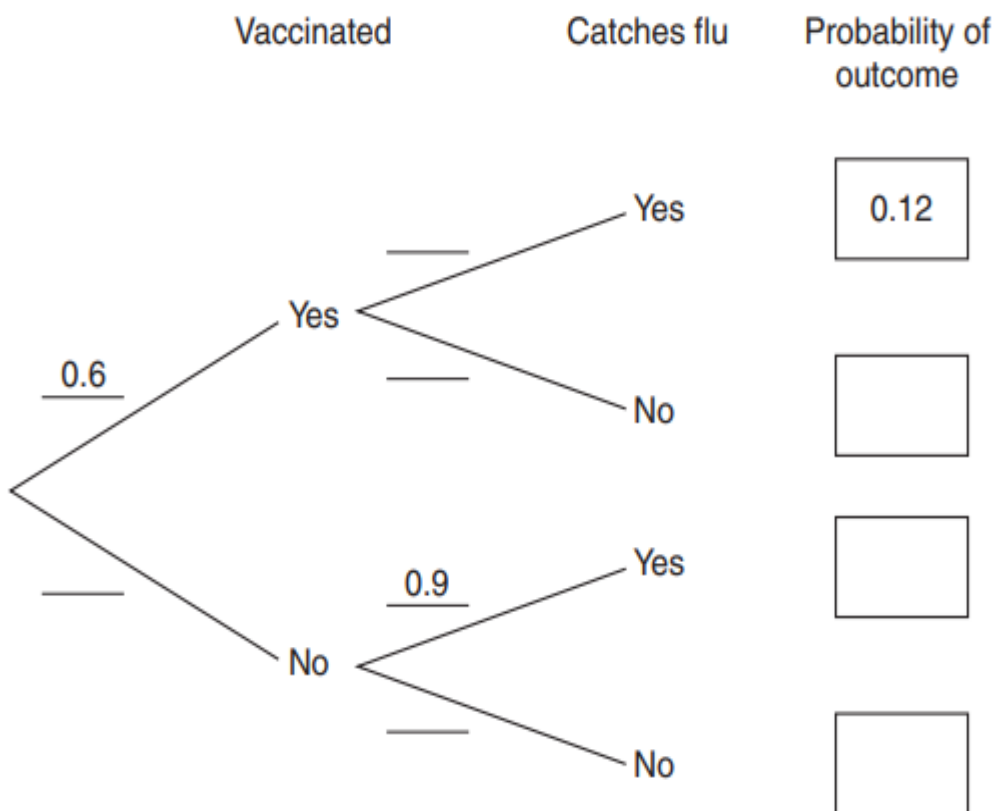 Vaccinated
Catches flu
Probability of
outcome
Yes
0.12
Yes
0.6
No
Yes
0.9
No
No